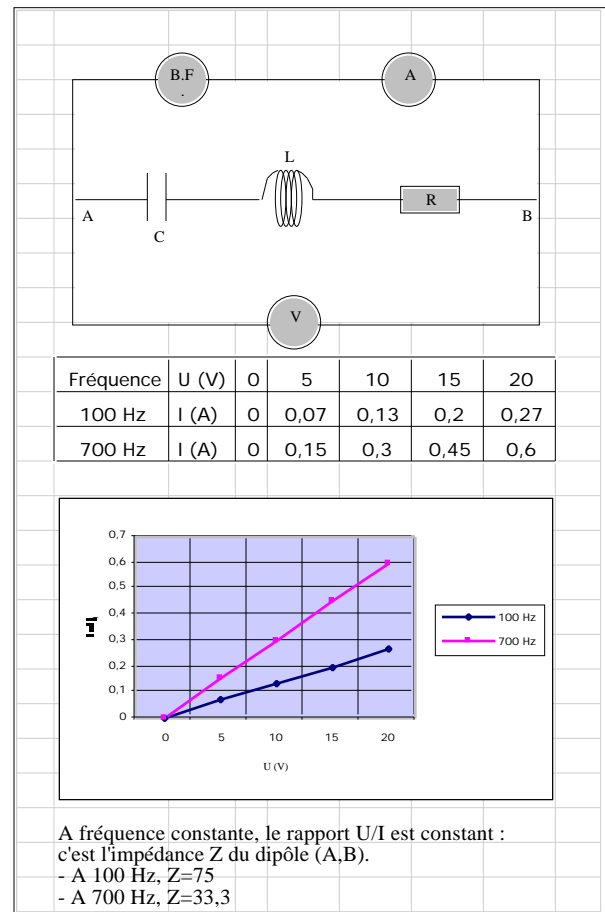 B.F
.
A
L
A
C
R
B
V
Fréquence U (V) 0 5 10 15 20
100 Hz I (A) 0 0,07 0,13 0,2 0,27
700 Hz I (A) 0 0,15 0,3 0,45 0,6
0,7
0,6
0,5
0,4
0,3
0,2
0,1
0
0 5 10 15 20
U (V)
100 Hz
700 Hz
A fréquence constante, le rapport U/I est constant :
c'est l'impédance Z du dipôle (A,B).
- A 100 Hz, Z=75
- A 700 Hz, Z=33,3